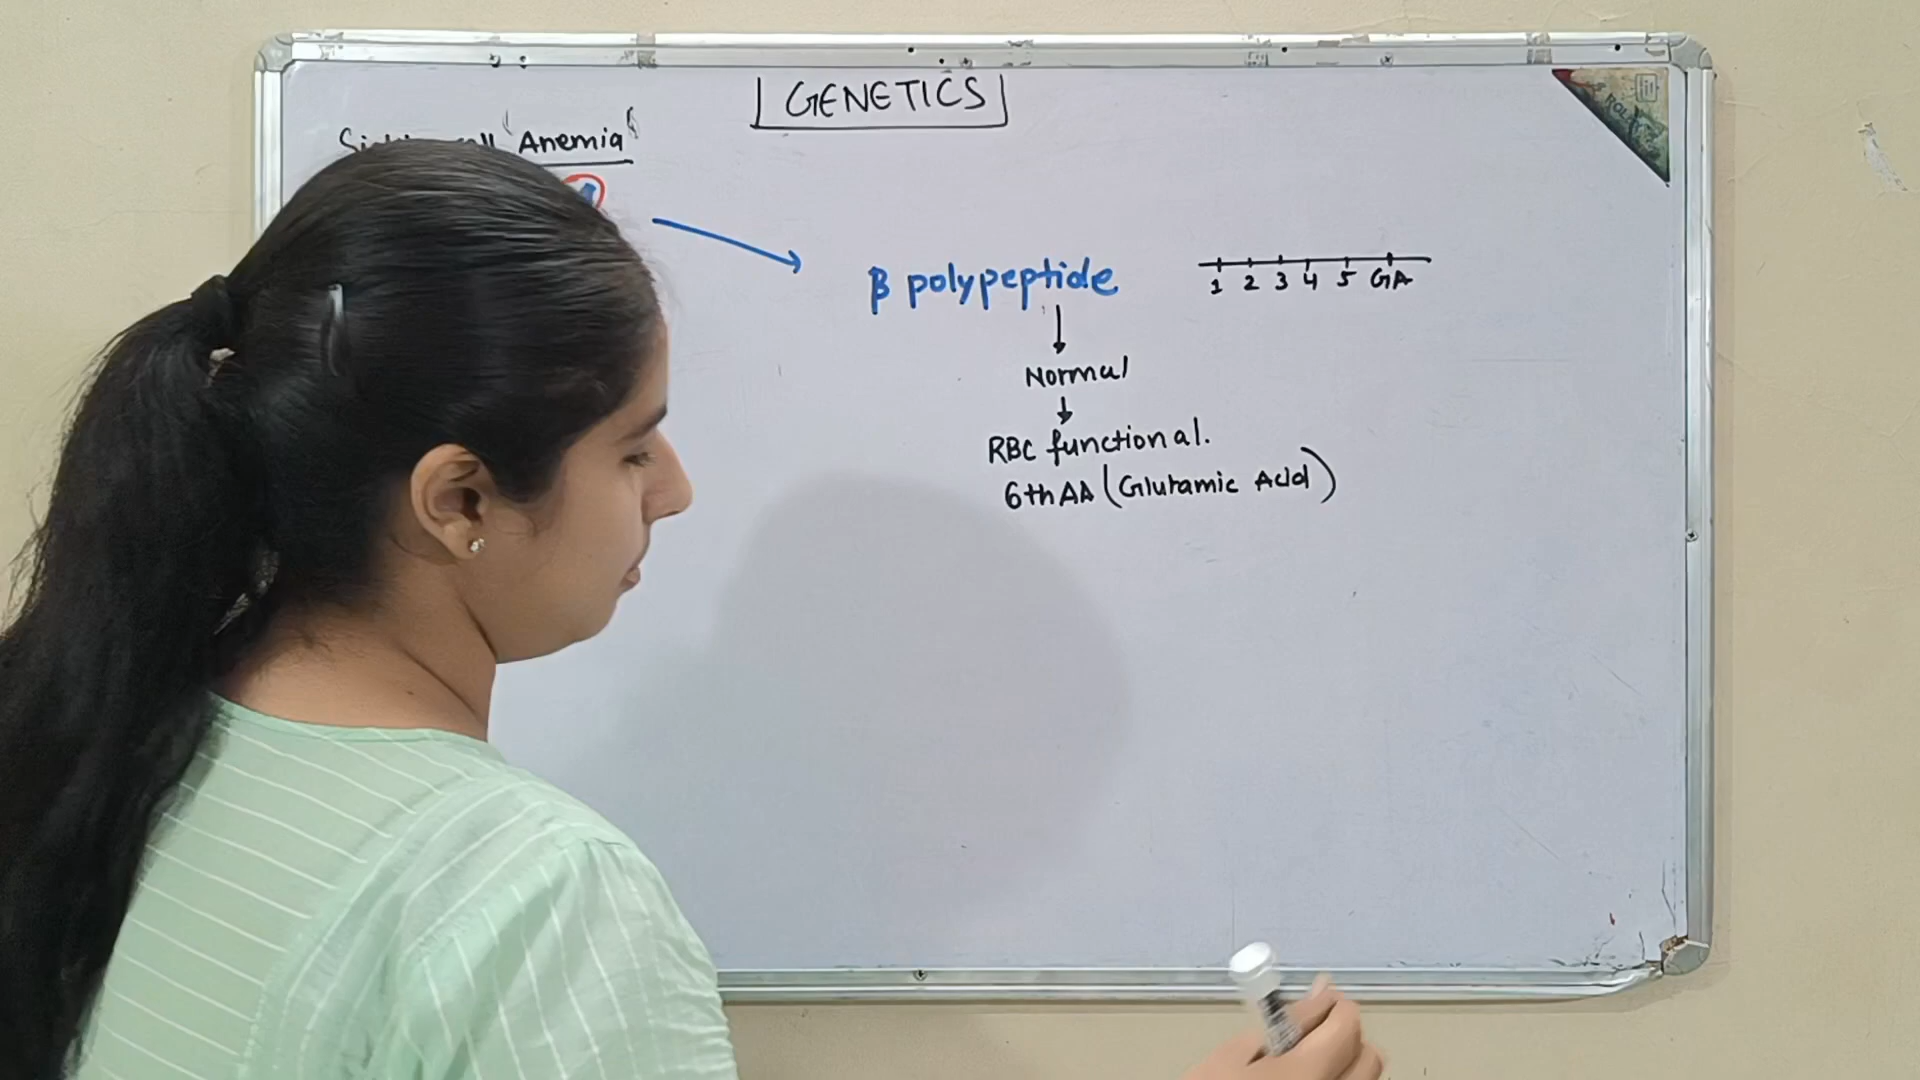 GENETICS
"Anemia"
β polypeptide
1 2 3 4 5 GA
Normal
RBC functional.
6th AA (Glutamic Acid)